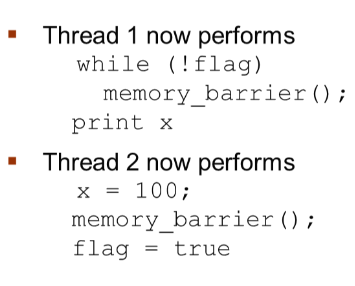 ▪ Thread 1 now performs
while (!flag)
memory_barrier();
print x
▪ Thread 2 now performs
x = 100;
memory_barrier();
flag = true